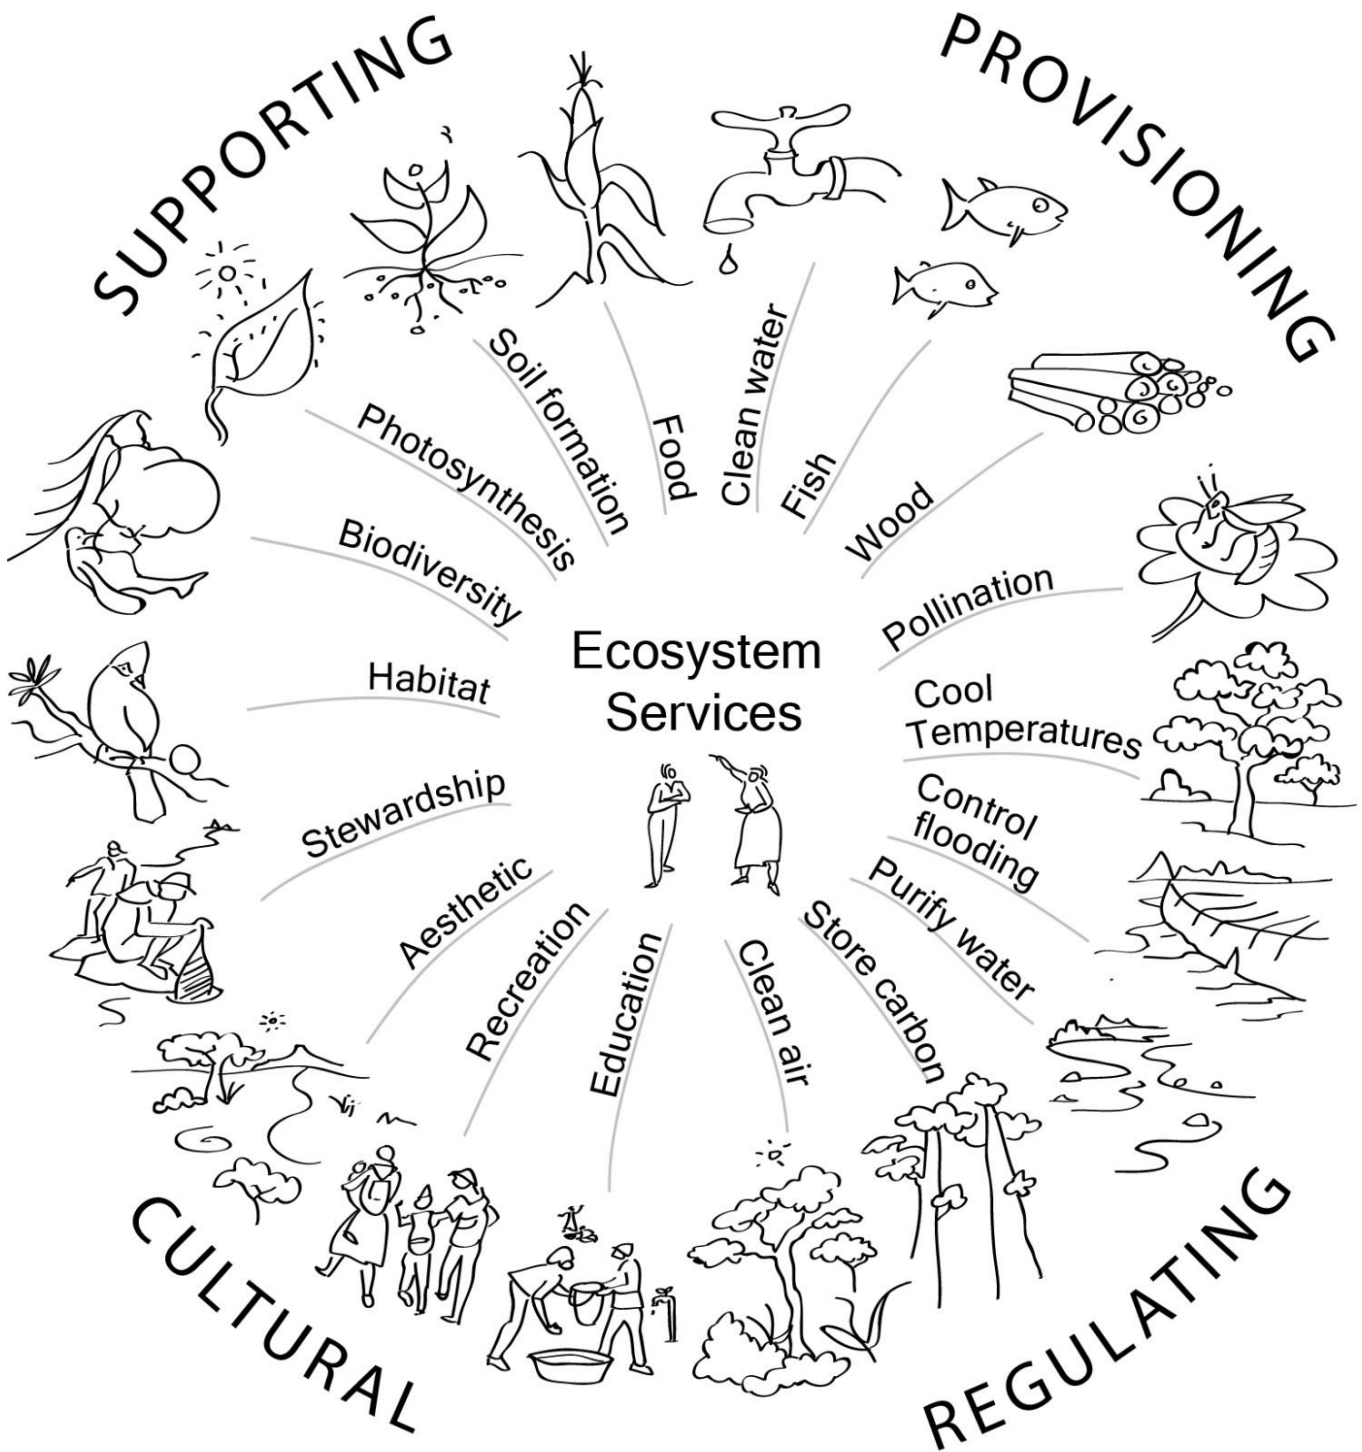 SUPPORTING
PROVISIONING
Soil formation
Food
Clean water
Fish
Wood
Photosynthesis
Biodiversity
Habitat
Stewardship
Aesthetic
Recreation
Education
Clean air
Store carbon
Purify water
Control
flooding
Cool
Temperatures
Pollination
Ecosystem
Services
CULTURAL
REGULATING